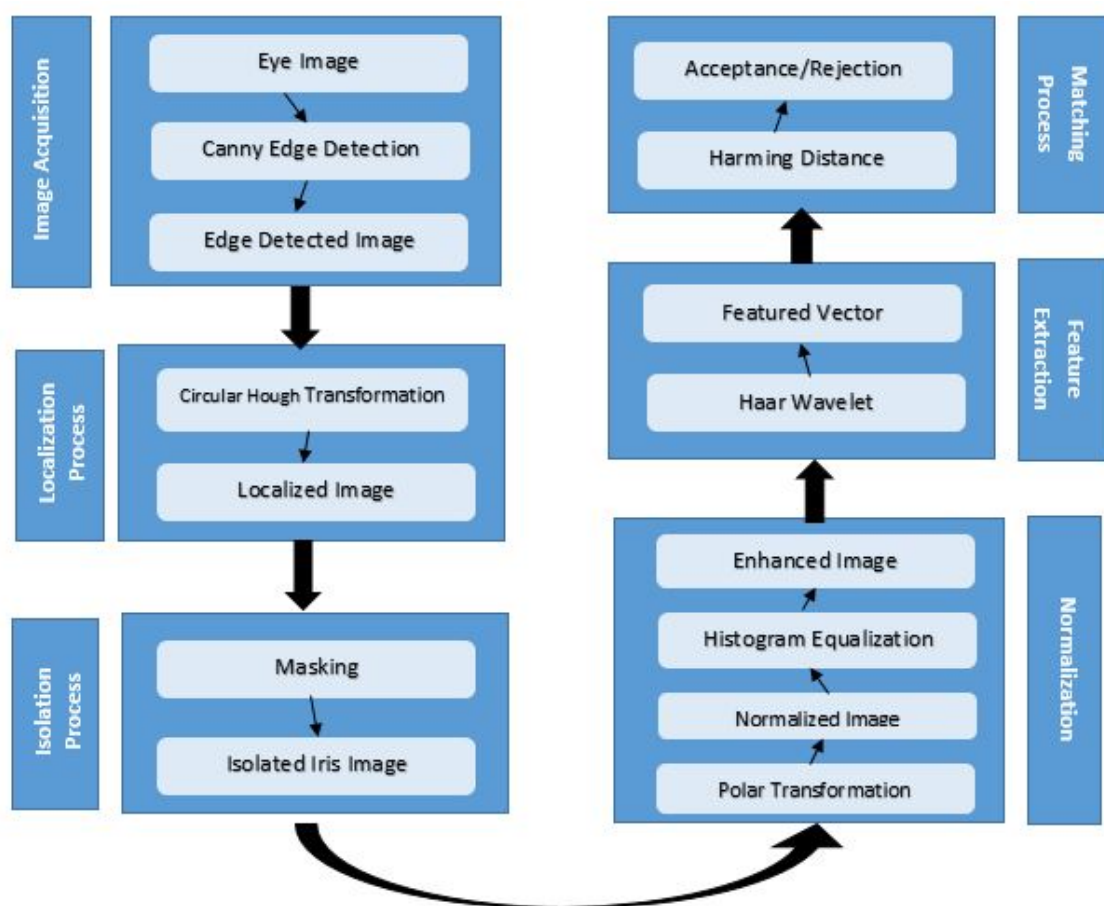 Image Acquisition
Eye Image
Canny Edge Detection
Edge Detected Image
Localization
Process
Circular Hough Transformation
Localized Image
Isolation
Process
Masking
Isolated Iris Image
Normalization
Polar Transformation
Normalized Image
Histogram Equalization
Enhanced Image
Feature
Extraction
Haar Wavelet
Featured Vector
Matching
Process
Harming Distance
Acceptance/Rejection